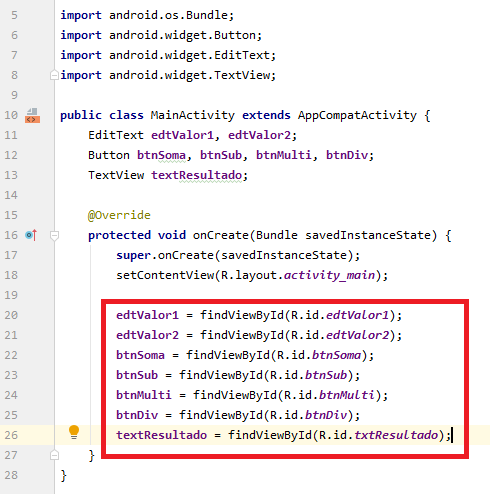 5 import android.os.Bundle;
6 import android.widget.Button;
7 import android.widget.EditText;
8 import android.widget.TextView;
9
10 public class MainActivity extends AppCompatActivity {
11 EditText edtValor1, edtValor2;
12 Button btnSoma, btnSub, btnMulti, btnDiv;
13 TextView textResultado;
14
15 @Override
16 protected void onCreate(Bundle savedInstanceState) {
17 super.onCreate(savedInstanceState);
18 setContentView(R.layout.activity_main);
19
20 edtValor1 = findViewById(R.id.edtValor1);
21 edtValor2 = findViewById(R.id.edtValor2);
22 btnSoma = findViewById(R.id.btnSoma);
23 btnSub = findViewById(R.id.btnSub);
24 btnMulti = findViewById(R.id.btnMulti);
25 btnDiv = findViewById(R.id.btnDiv);
26 textResultado = findViewById(R.id.txtResultado);
27 }
28 }